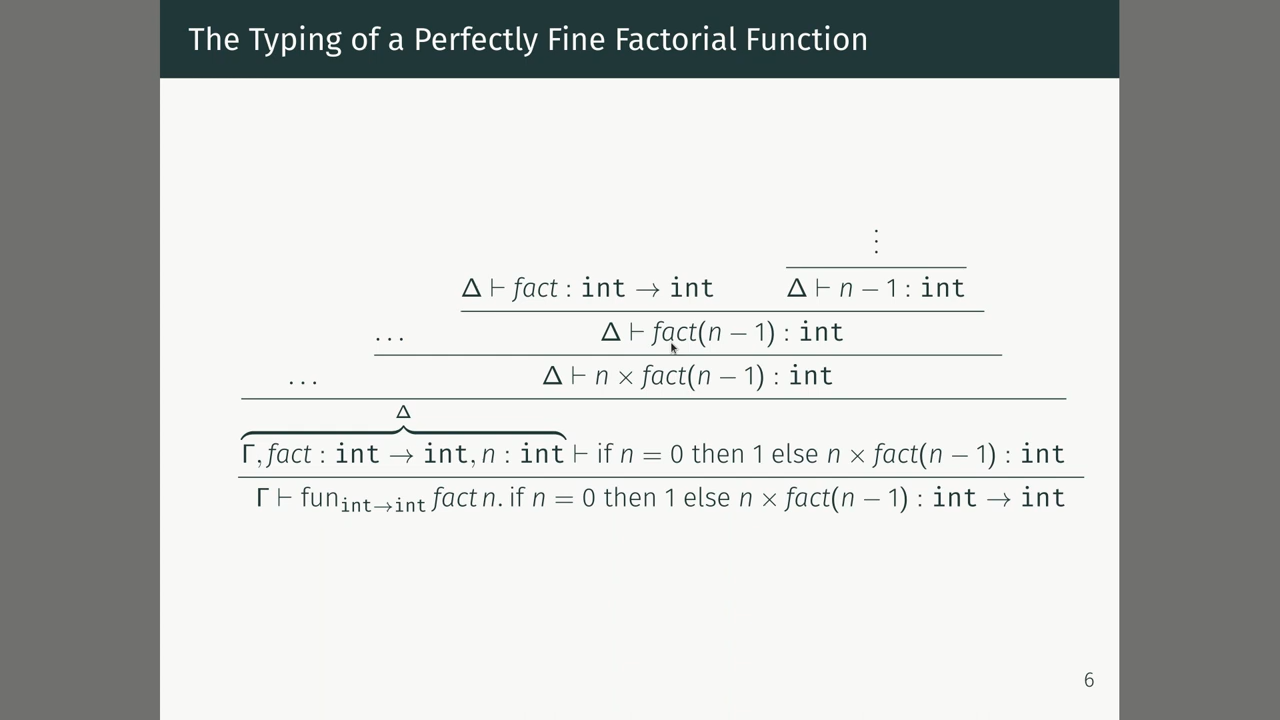 The Typing of a Perfectly Fine Factorial Function
⋮
Δ ⊢ fact : int → int Δ ⊢ n − 1 : int
... Δ ⊢ fact(n − 1) : int
... Δ ⊢ n × fact(n − 1) : int
Δ
Γ, fact : int → int, n : int ⊢ if n = 0 then 1 else n × fact(n − 1) : int
Γ ⊢ fun int→int fact n. if n = 0 then 1 else n × fact(n − 1) : int → int
6